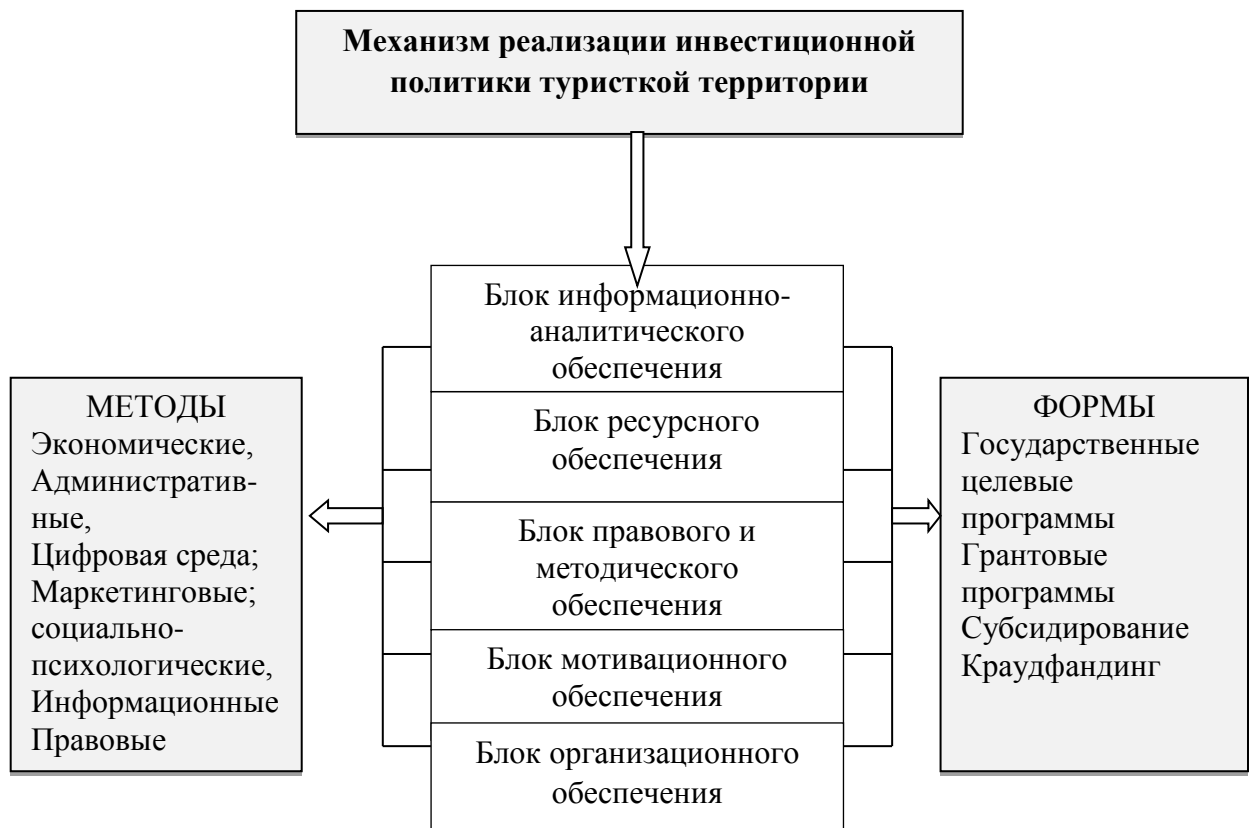 Механизм реализации инвестиционной
политики туристкой территории
Блок информационно-
аналитического
обеспечения
Блок ресурсного
обеспечения
Блок правового и
методического
обеспечения
Блок мотивационного
обеспечения
Блок организационного
обеспечения
МЕТОДЫ
Экономические,
Административ-
ные,
Цифровая среда;
Маркетинговые;
социально-
психологические,
Информационные
Правовые
ФОРМЫ
Государственные
целевые
программы
Грантовые
программы
Субсидирование
Краудфандинг